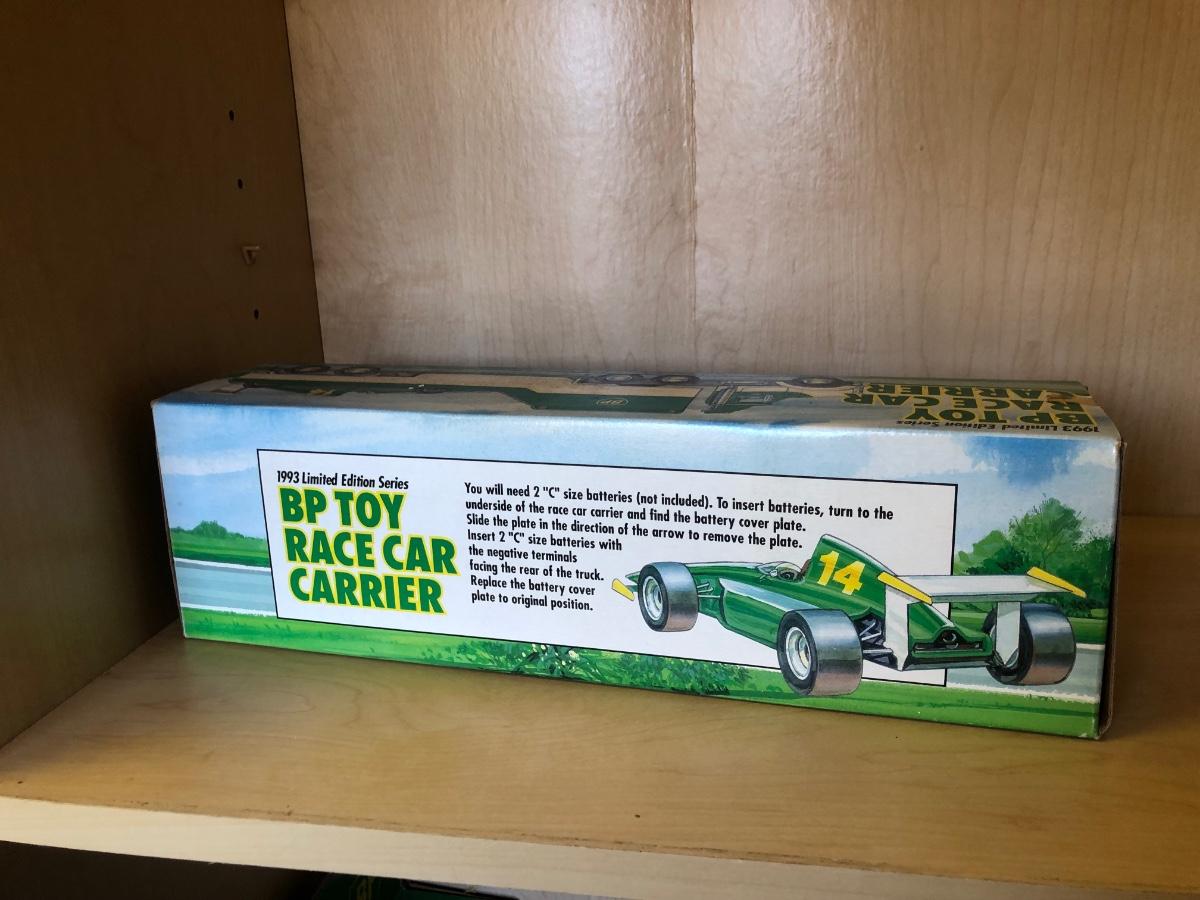 1993 Limited Edition Series
BP TOY
RACE CAR
CARRIER
You will need 2 "C" size batteries (not included). To insert batteries, turn to the
underside of the race car carrier and find the battery cover plate.
Slide the plate in the direction of the arrow to remove the plate.
Insert 2 "C" size batteries with
the negative terminals
facing the rear of the truck.
Replace the battery cover
plate to original position.
14
1993 Limited Edition Series
BP TOY
RACE CAR
CARRIER
BP